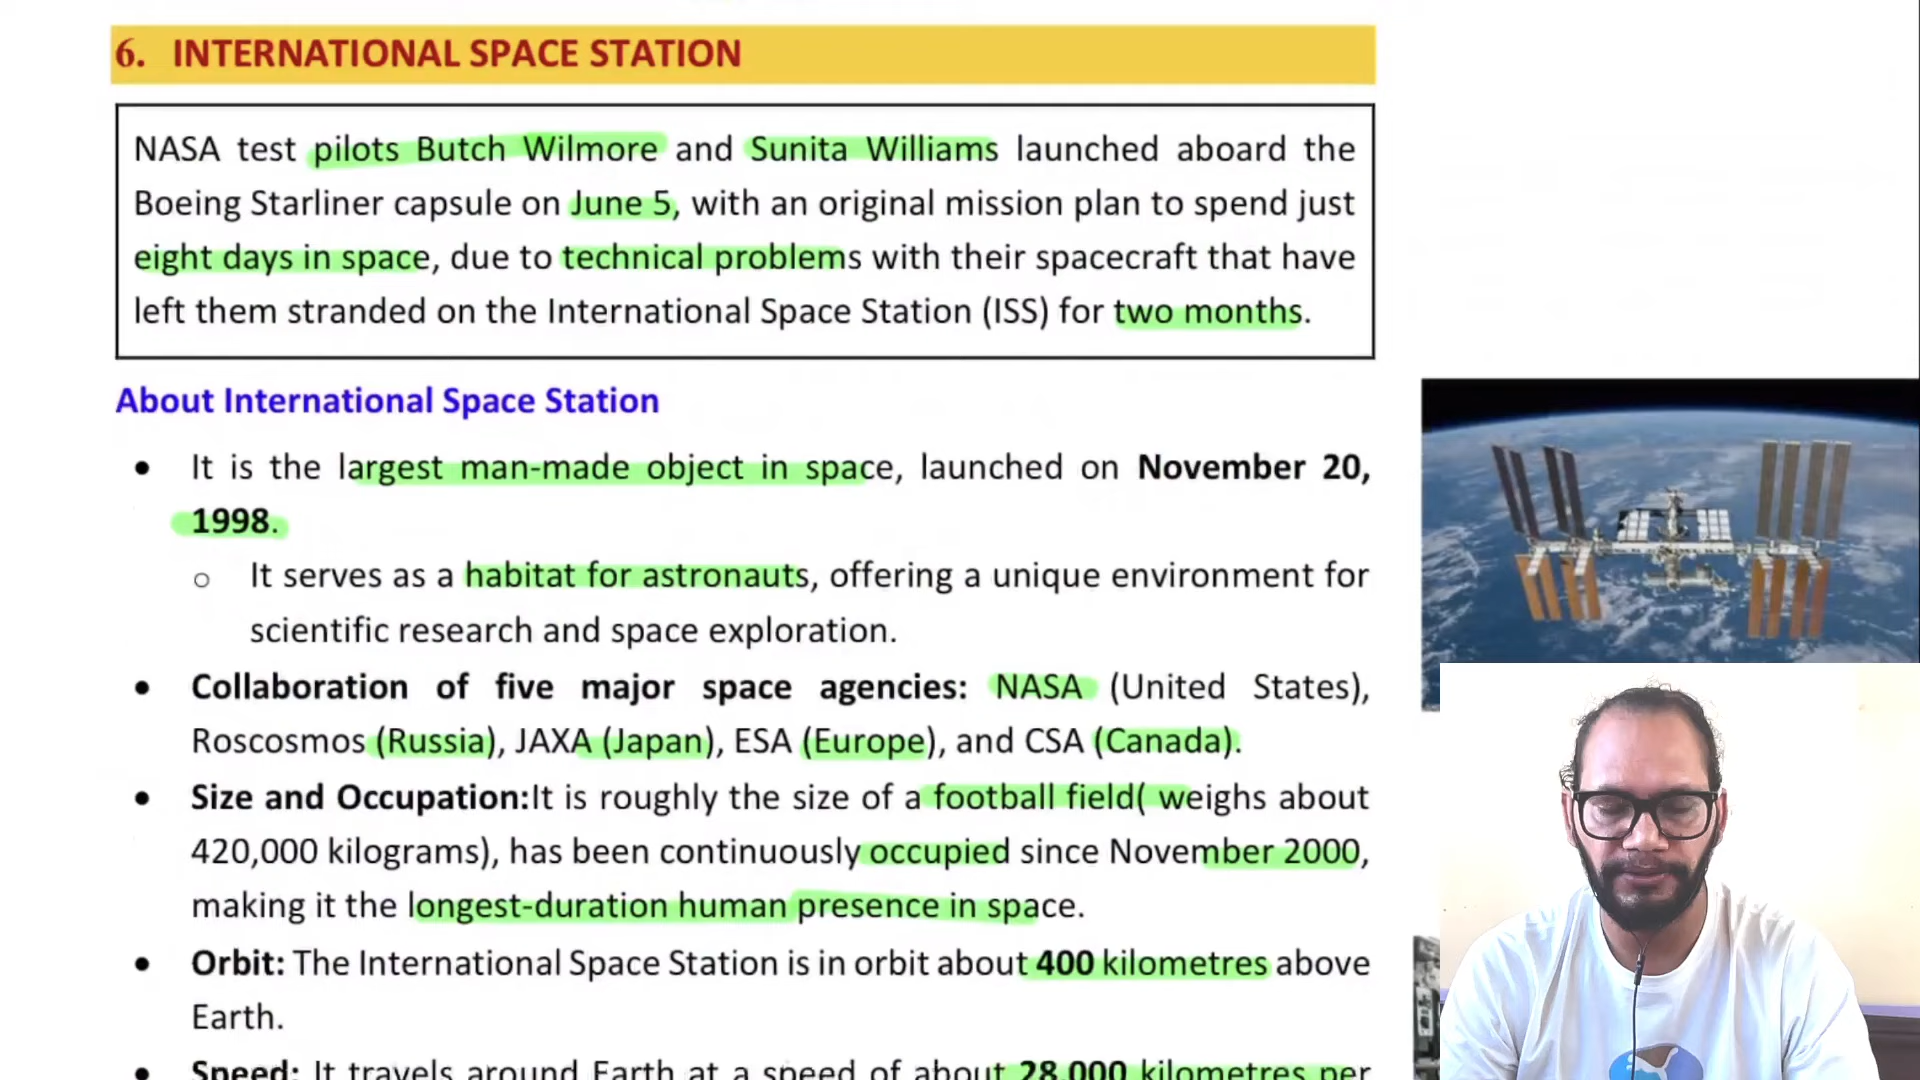 6. INTERNATIONAL SPACE STATION
NASA test pilots Butch Wilmore and Sunita Williams launched aboard the
Boeing Starliner capsule on June 5, with an original mission plan to spend just
eight days in space, due to technical problems with their spacecraft that have
left them stranded on the International Space Station (ISS) for two months.
About International Space Station
• It is the largest man-made object in space, launched on November 20,
1998.
o It serves as a habitat for astronauts, offering a unique environment for
scientific research and space exploration.
• Collaboration of five major space agencies: NASA (United States),
Roscosmos (Russia), JAXA (Japan), ESA (Europe), and CSA (Canada).
• Size and Occupation:It is roughly the size of a football field( weighs about
420,000 kilograms), has been continuously occupied since November 2000,
making it the longest-duration human presence in space.
• Orbit: The International Space Station is in orbit about 400 kilometres above
Earth.
• Speed: It travels around Earth at a speed of about 28,000 kilometres per